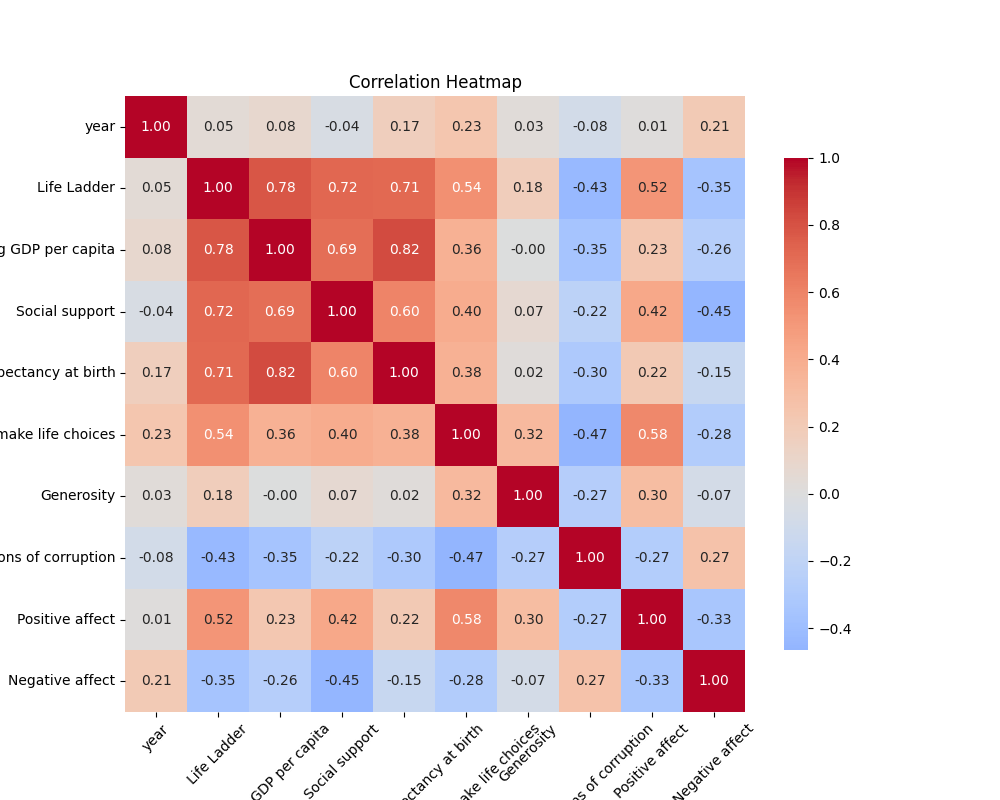 Correlation Heatmap
year 1.00 0.05 0.08 -0.04 0.17 0.23 0.03 -0.08 0.01 0.21
1.0
Life Ladder 0.05 1.00 0.78 0.72 0.71 0.54 0.18 -0.43 0.52 -0.35
0.8
g GDP per capita 0.08 0.78 1.00 0.69 0.82 0.36 -0.00 -0.35 0.23 -0.26
0.6
Social support -0.04 0.72 0.69 1.00 0.60 0.40 0.07 -0.22 0.42 -0.45
0.4
pectancy at birth 0.17 0.71 0.82 0.60 1.00 0.38 0.02 -0.30 0.22 -0.15
0.2
make life choices 0.23 0.54 0.36 0.40 0.38 1.00 0.32 -0.47 0.58 -0.28
0.0
Generosity 0.03 0.18 -0.00 0.07 0.02 0.32 1.00 -0.27 0.30 -0.07
−0.2
ons of corruption -0.08 -0.43 -0.35 -0.22 -0.30 -0.47 -0.27 1.00 -0.27 0.27
Positive affect 0.01 0.52 0.23 0.42 0.22 0.58 0.30 -0.27 1.00 -0.33
−0.4
Negative affect 0.21 -0.35 -0.26 -0.45 -0.15 -0.28 -0.07 0.27 -0.33 1.00
year
Life Ladder
GDP per capita
Social support
ectancy at birth
ake life choices
Generosity
s of corruption
Positive affect
Negative affect